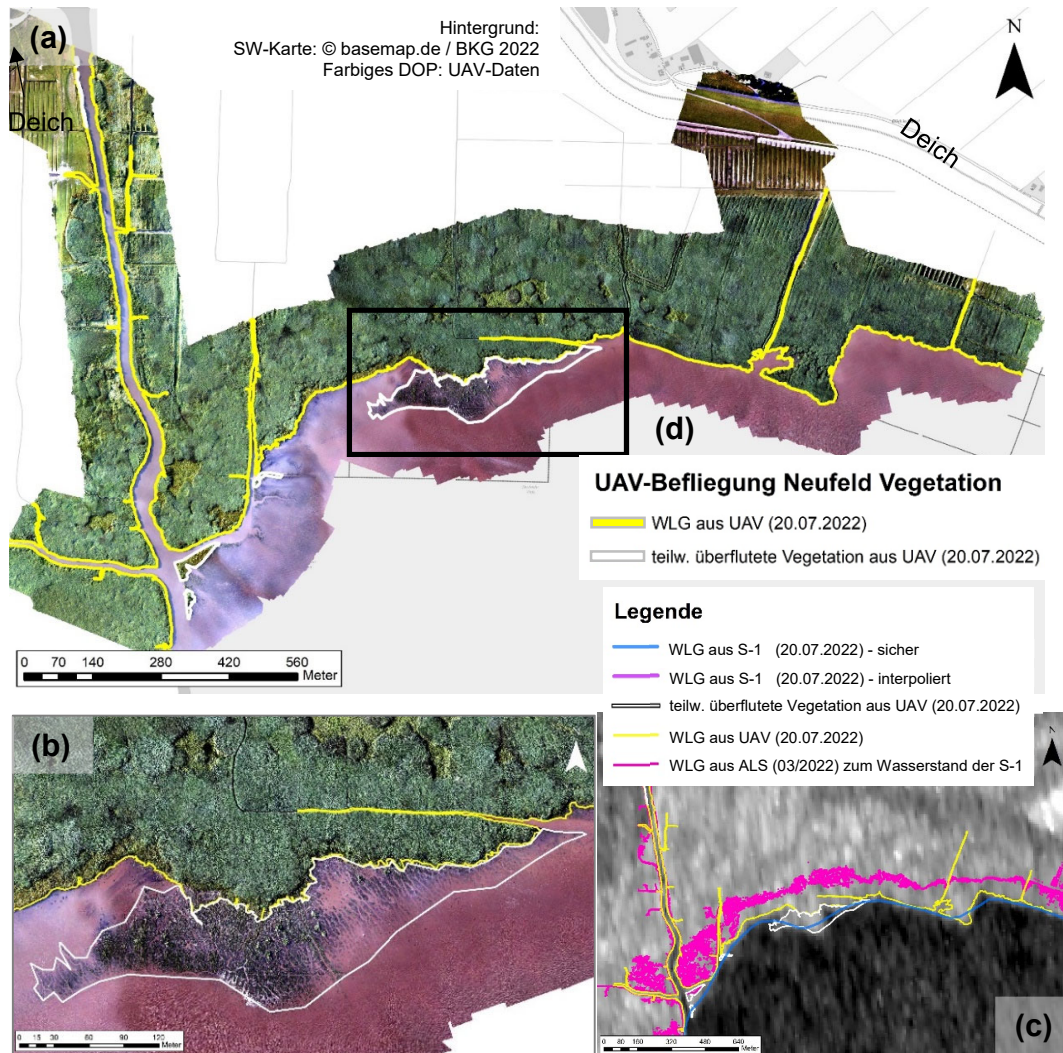 (a)
Hintergrund:
SW-Karte: © basemap.de / BKG 2022
Farbiges DOP: UAV-Daten
N
Deich
Deich
(d)
UAV-Befliegung Neufeld Vegetation
WLG aus UAV (20.07.2022)
teilw. überflutete Vegetation aus UAV (20.07.2022)
0 70 140 280 420 560
Meter
Legende
WLG aus S-1 (20.07.2022) - sicher
WLG aus S-1 (20.07.2022) - interpoliert
teilw. überflutete Vegetation aus UAV (20.07.2022)
WLG aus UAV (20.07.2022)
WLG aus ALS (03/2022) zum Wasserstand der S-1
(b)
0 15 30 60 90 120
Meter
N
0 80 160 320 480 640
Meter
(c)